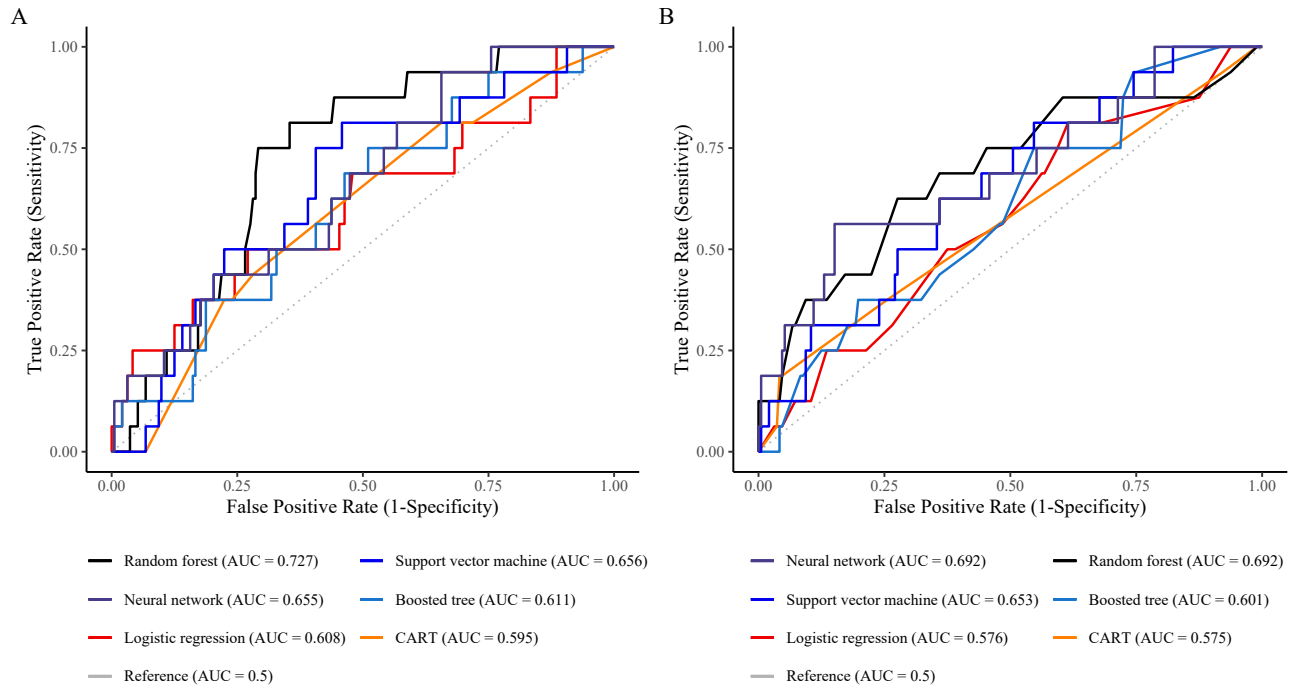 A
B
True Positive Rate (Sensitivity)
1.00
0.75
0.50
0.25
0.00
0.00 0.25 0.50 0.75 1.00
False Positive Rate (1-Specificity)
Random forest (AUC = 0.727) Support vector machine (AUC = 0.656)
Neural network (AUC = 0.655) Boosted tree (AUC = 0.611)
Logistic regression (AUC = 0.608) CART (AUC = 0.595)
Reference (AUC = 0.5)
True Positive Rate (Sensitivity)
1.00
0.75
0.50
0.25
0.00
0.00 0.25 0.50 0.75 1.00
False Positive Rate (1-Specificity)
Neural network (AUC = 0.692) Random forest (AUC = 0.692)
Support vector machine (AUC = 0.653) Boosted tree (AUC = 0.601)
Logistic regression (AUC = 0.576) CART (AUC = 0.575)
Reference (AUC = 0.5)